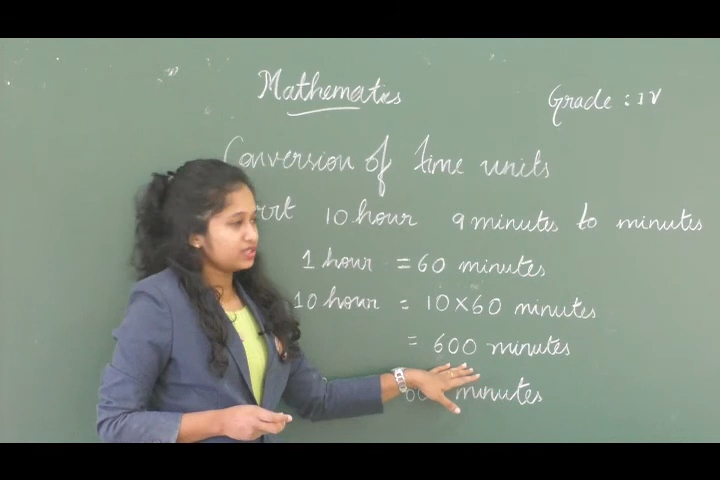 Mathematics
Grade : IV
Conversion of time units
10 hour 9 minutes to minutes
1 hour = 60 minutes
10 hour = 10 × 60 minutes
= 600 minutes
minutes